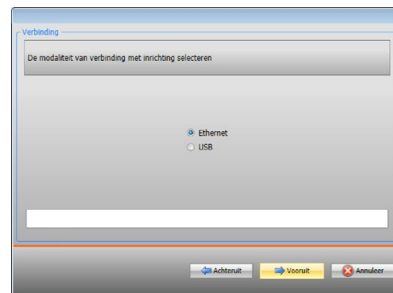 Verbinding
De modaliteit van verbinding met inrichting selecteren
Ethernet
USB
Achteruit
Vooruit
Annuleer